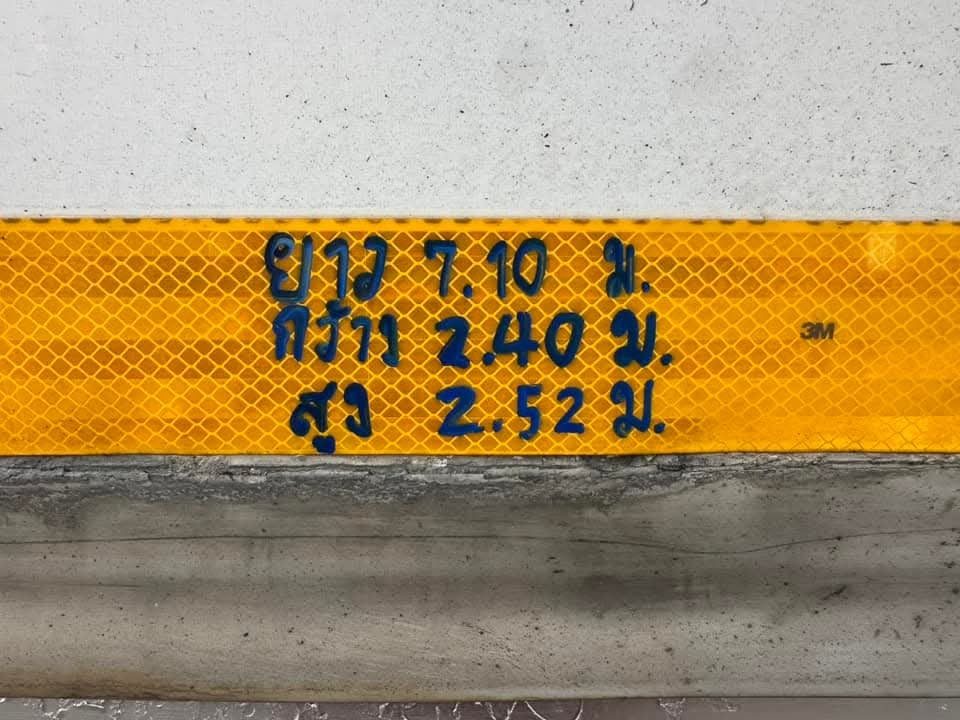 ยาว 7.10 ม.
กว้าง 2.40 ม.
3M
สูง 2.52 ม.